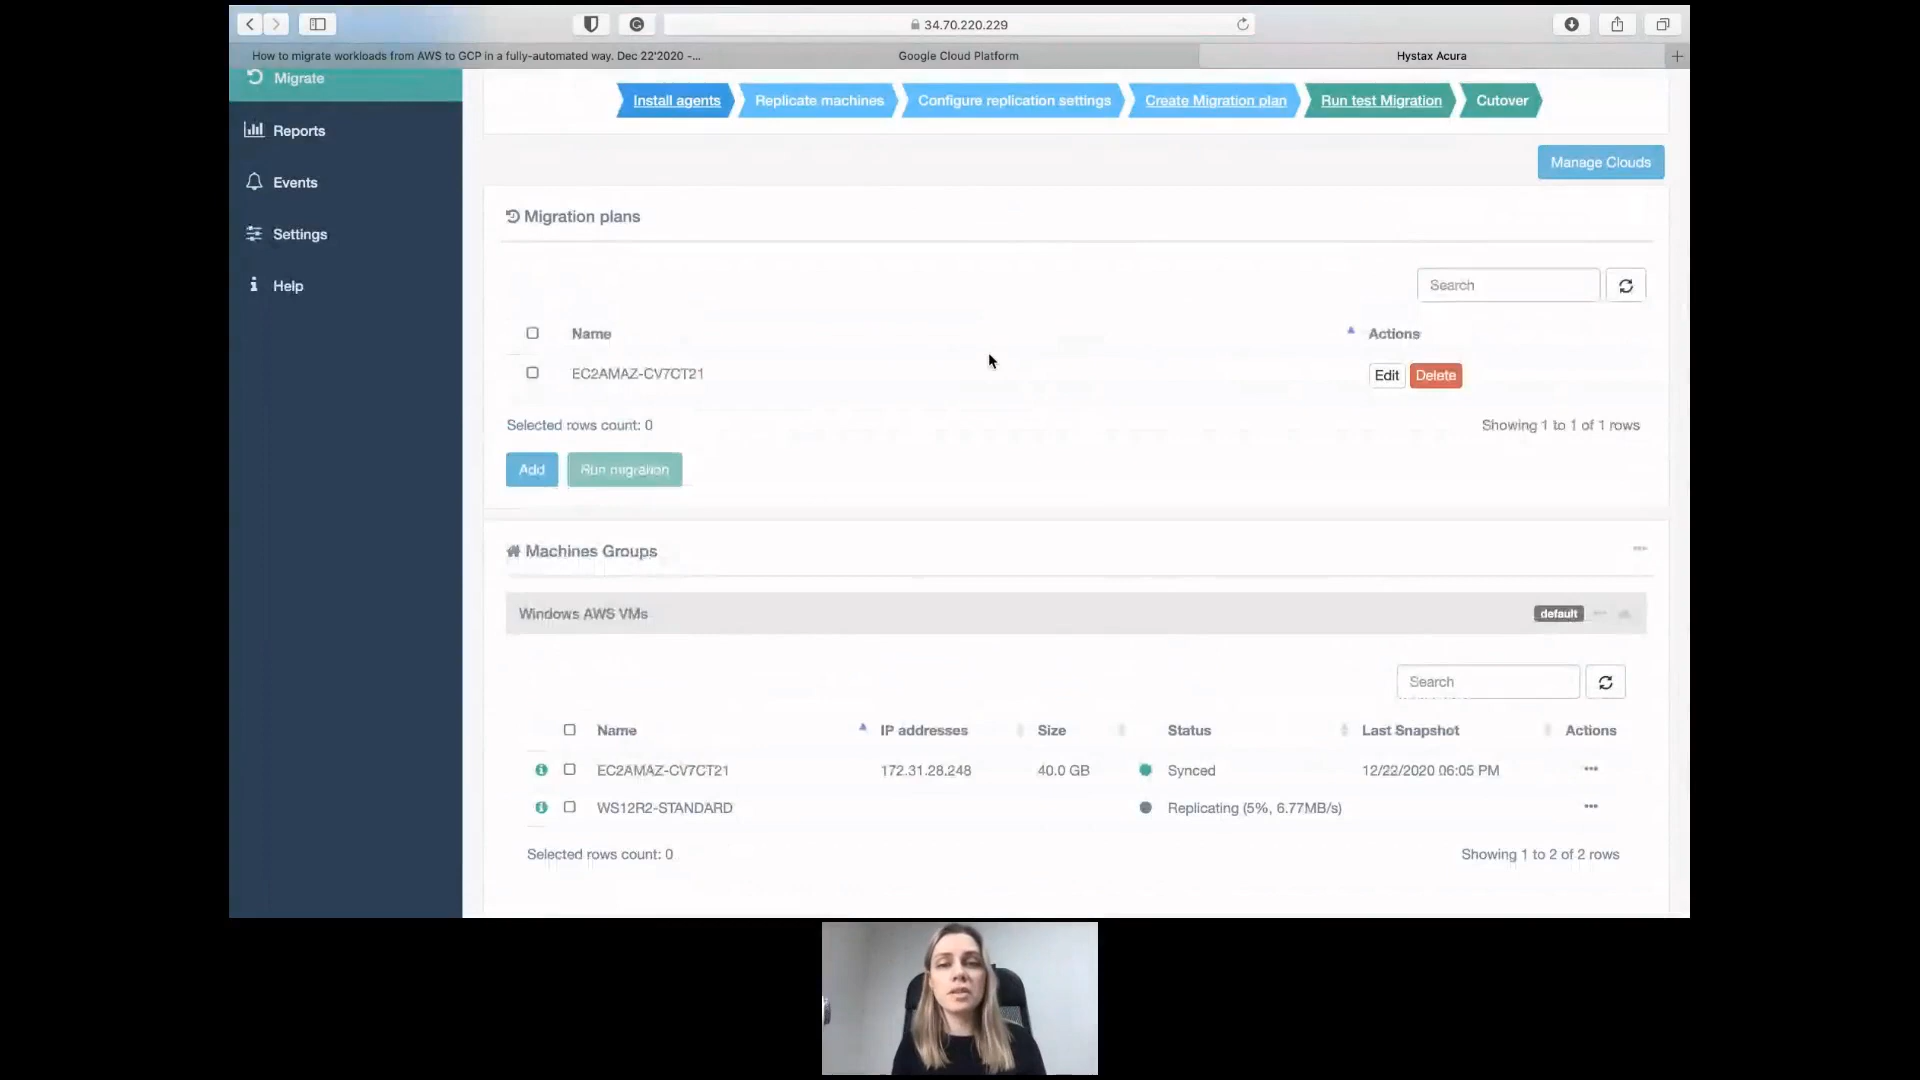 34.70.220.229
How to migrate workloads from AWS to GCP in a fully-automated way. Dec 22'2020 -...
Google Cloud Platform
Hystax Acura
Migrate
Reports
Events
Settings
Help
Install agents
Replicate machines
Configure replication settings
Create Migration plan
Run test Migration
Cutover
Manage Clouds
Migration plans
Search
Name
Actions
EC2AMAZ-CV7CT21
Edit
Delete
Selected rows count: 0
Showing 1 to 1 of 1 rows
Add
Run migration
Machines Groups
Windows AWS VMs
default
Search
Name IP addresses Size Status Last Snapshot Actions
EC2AMAZ-CV7CT21 172.31.28.248 40.0 GB Synced 12/22/2020 06:05 PM
WS12R2-STANDARD Replicating (5%, 6.77MB/s)
Selected rows count: 0
Showing 1 to 2 of 2 rows